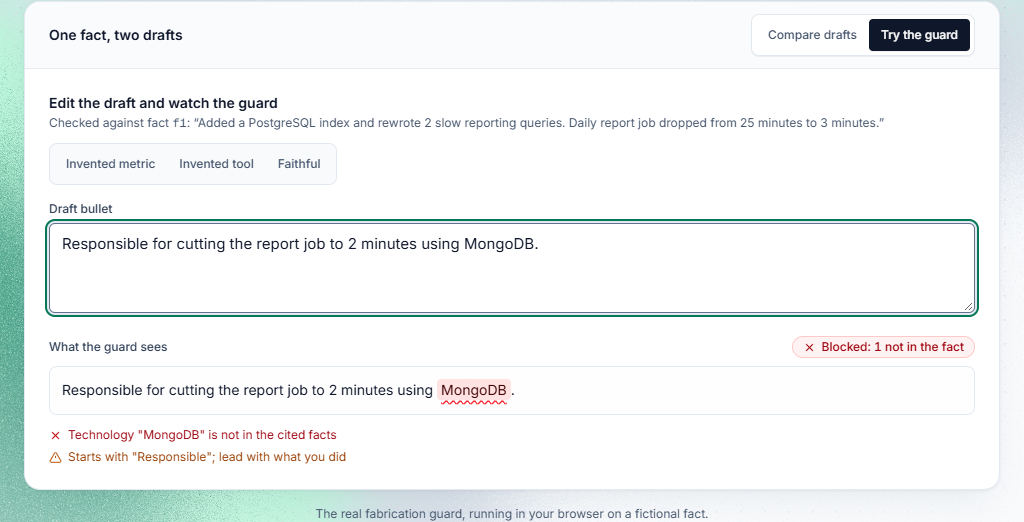 One fact, two drafts
Compare drafts
Try the guard
Edit the draft and watch the guard
Checked against fact f1: “Added a PostgreSQL index and rewrote 2 slow reporting queries. Daily report job dropped from 25 minutes to 3 minutes.”
Invented metric
Invented tool
Faithful
Draft bullet
Responsible for cutting the report job to 2 minutes using MongoDB.
What the guard sees
Blocked: 1 not in the fact
Responsible for cutting the report job to 2 minutes using MongoDB.
Technology "MongoDB" is not in the cited facts
Starts with "Responsible"; lead with what you did
The real fabrication guard, running in your browser on a fictional fact.